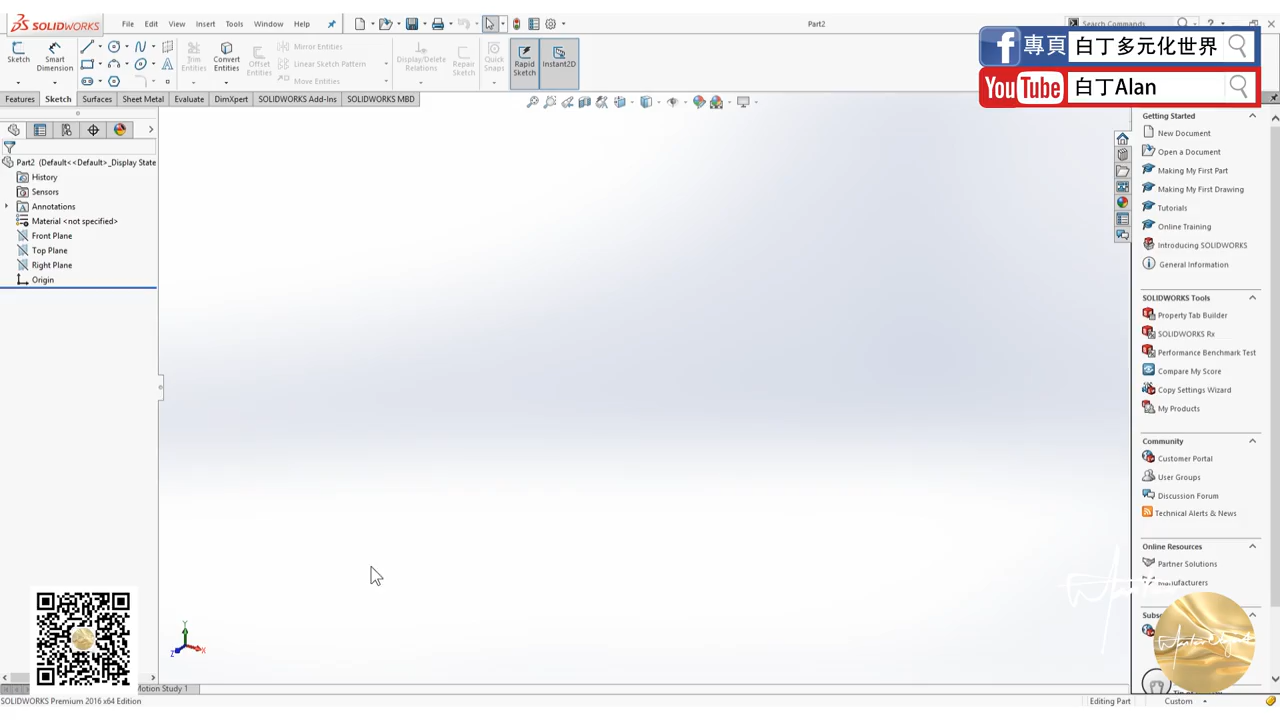 SOLIDWORKS
File Edit View Insert Tools Window Help
Part2
Search Commands
?
專頁 白丁多元化世界
YouTube 白丁Alan
Sketch
Smart Dimension
Trim Entities
Convert Entities
Offset Entities
Mirror Entities
Linear Sketch Pattern
Move Entities
Display/Delete Relations
Repair Sketch
Quick Snaps
Rapid Sketch
Instant2D
Features Sketch Surfaces Sheet Metal Evaluate DimXpert SOLIDWORKS Add-Ins SOLIDWORKS MBD
Part2 (Default<<Default>_Display State
History
Sensors
Annotations
Material <not specified>
Front Plane
Top Plane
Right Plane
Origin
Getting Started
New Document
Open a Document
Making My First Part
Making My First Drawing
Tutorials
Online Training
Introducing SOLIDWORKS
General Information
SOLIDWORKS Tools
Property Tab Builder
SOLIDWORKS Rx
Performance Benchmark Test
Compare My Score
Copy Settings Wizard
My Products
Community
Customer Portal
User Groups
Discussion Forum
Technical Alerts & News
Online Resources
Partner Solutions
Manufacturers
Y
Z X
Motion Study 1
SOLIDWORKS Premium 2016 x64 Edition
Editing Part
Custom